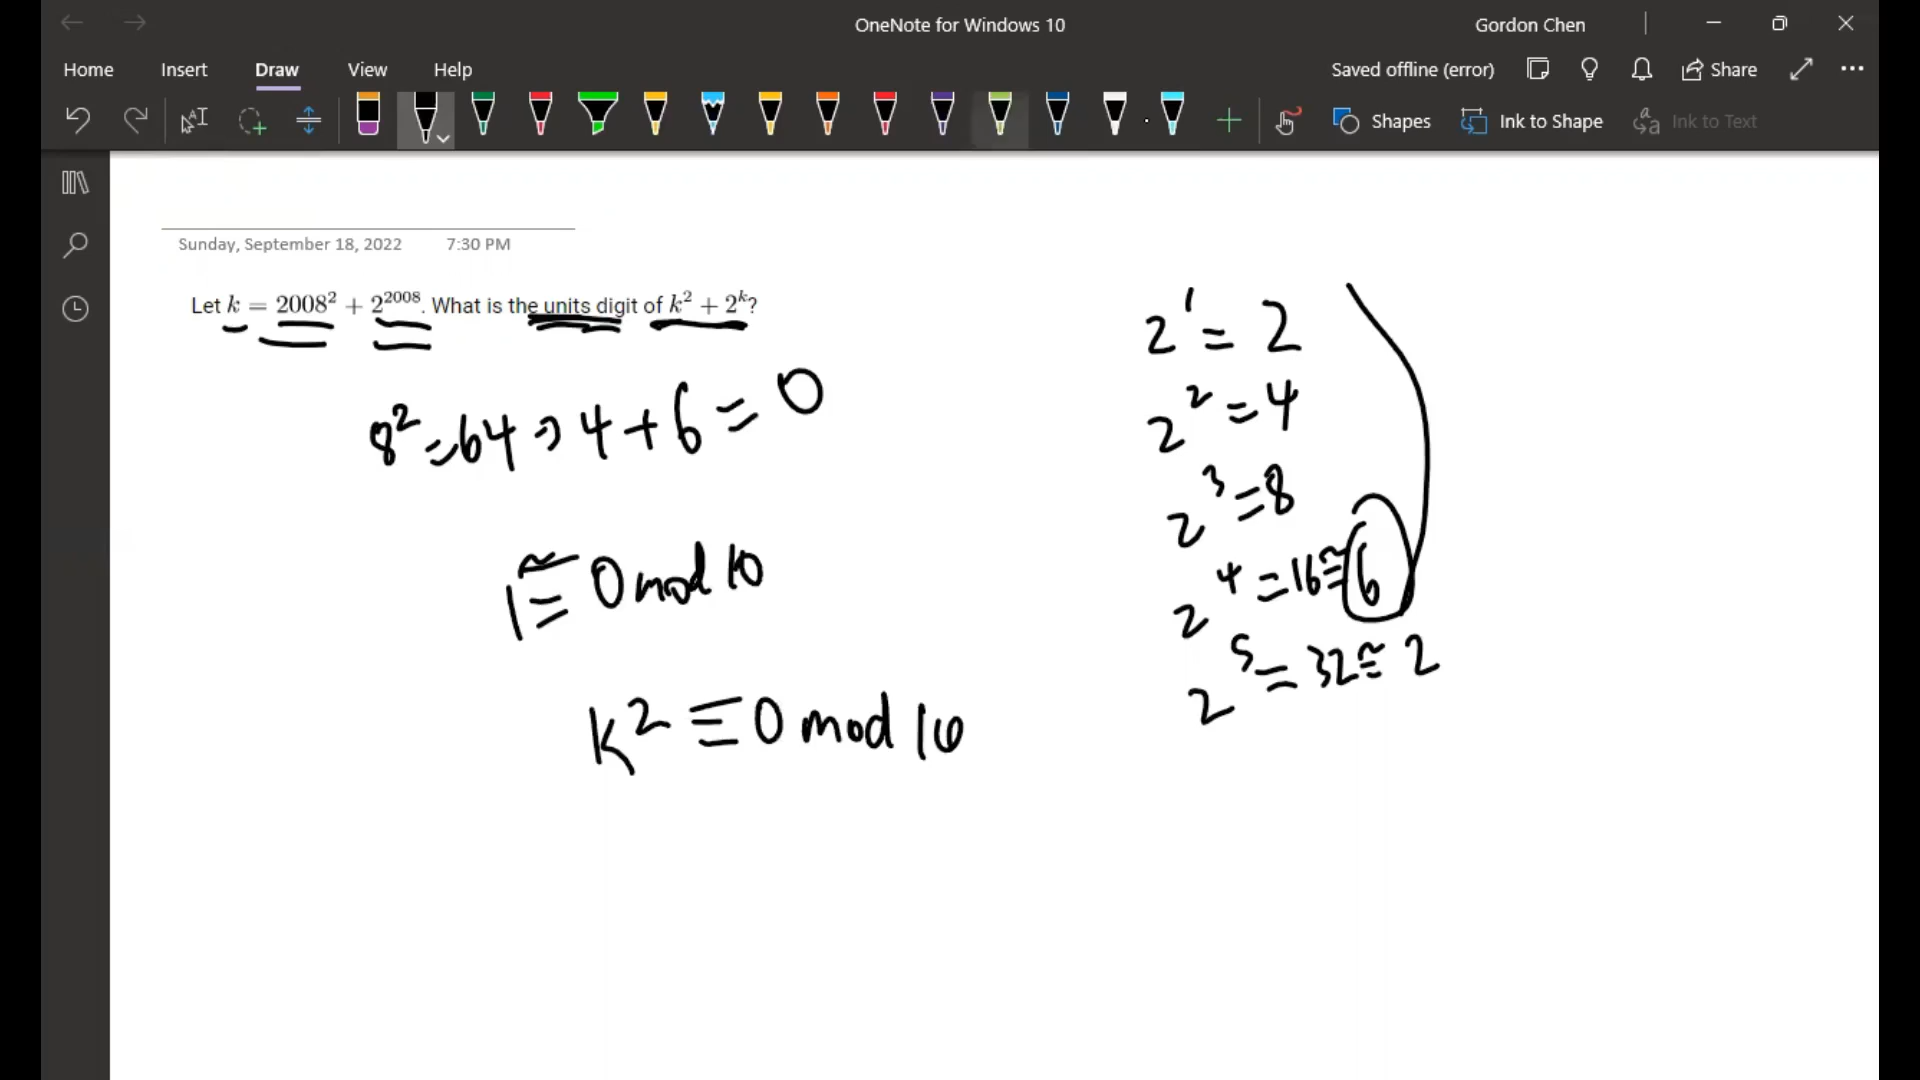 OneNote for Windows 10
Gordon Chen
Home Insert Draw View Help
Saved offline (error) Share
Shapes Ink to Shape Ink to Text
Sunday, September 18, 2022 7:30 PM
Let k = 2008² + 2²⁰⁰⁸. What is the units digit of k² + 2ᵏ?
8² = 64 → 4 + 6 = 0
1 ≅ 0 mod 10
k² ≡ 0 mod 10
2¹ = 2
2² = 4
2³ = 8
2⁴ = 16 ≅ 6
2⁵ = 32 ≅ 2